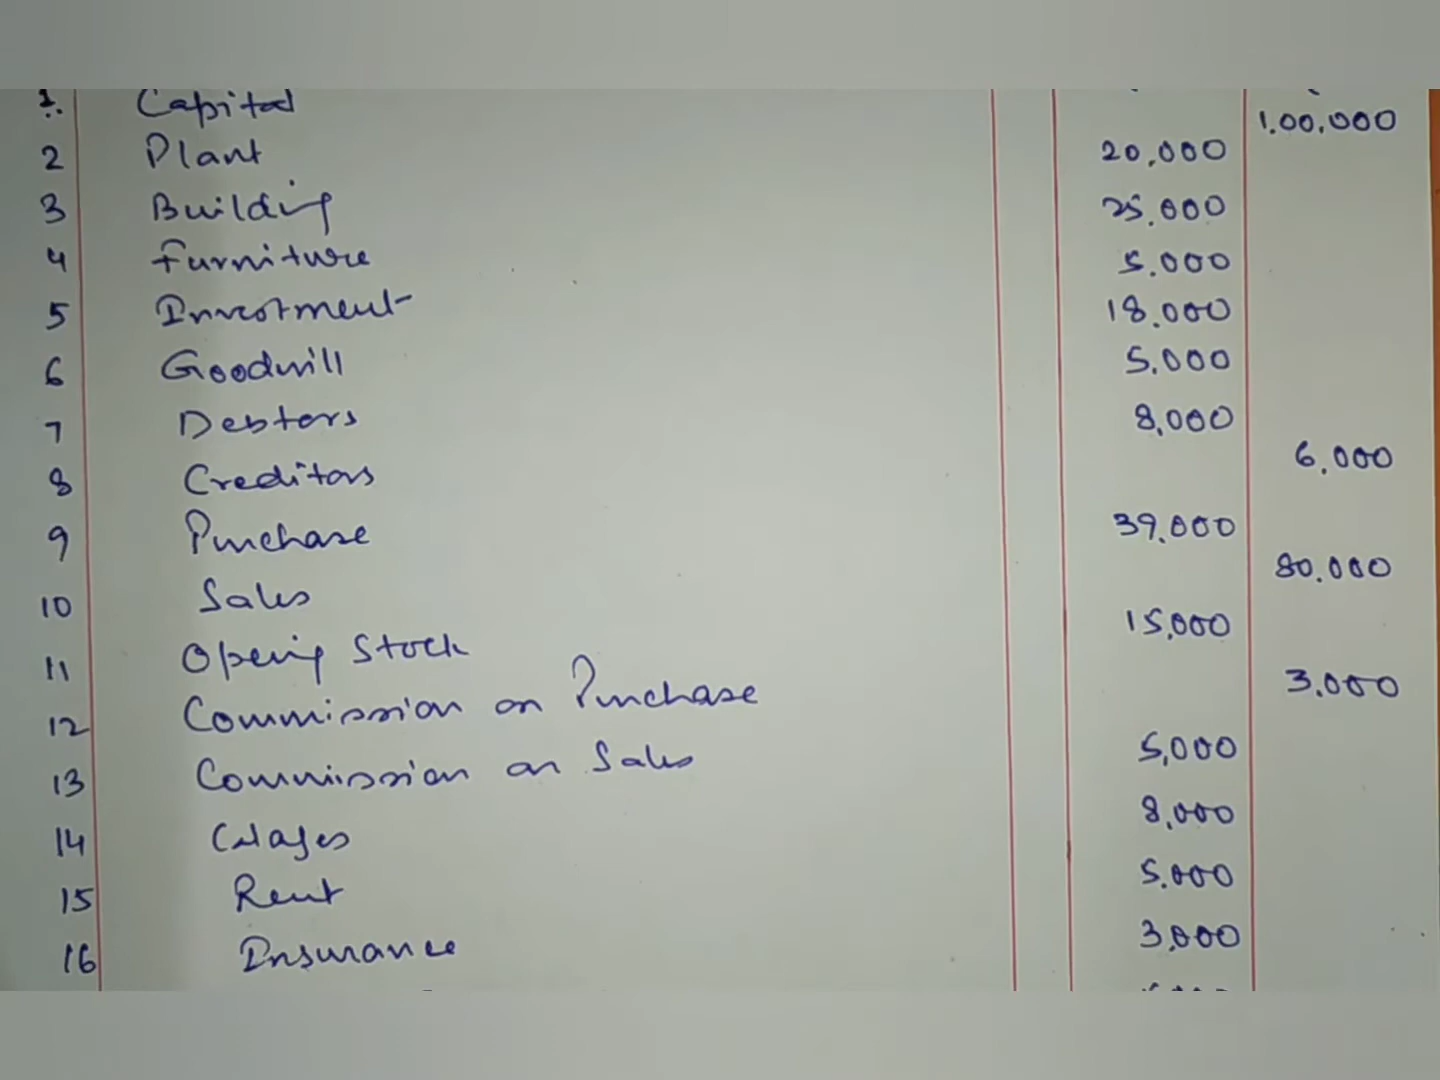 1. Capital 1.00.000
2 Plant 20,000
3 Building 25.000
4 Furniture 5.000
5 Investment 18.000
6 Goodwill 5.000
7 Debtors 8,000
8 Creditors 6.000
9 Purchase 39.000
10 Sales 80.000
11 Opening Stock 15,000
12 Commission on Purchase 3.000
13 Commission on Sales 5,000
14 Wages 8,000
15 Rent 5.000
16 Insurance 3,000